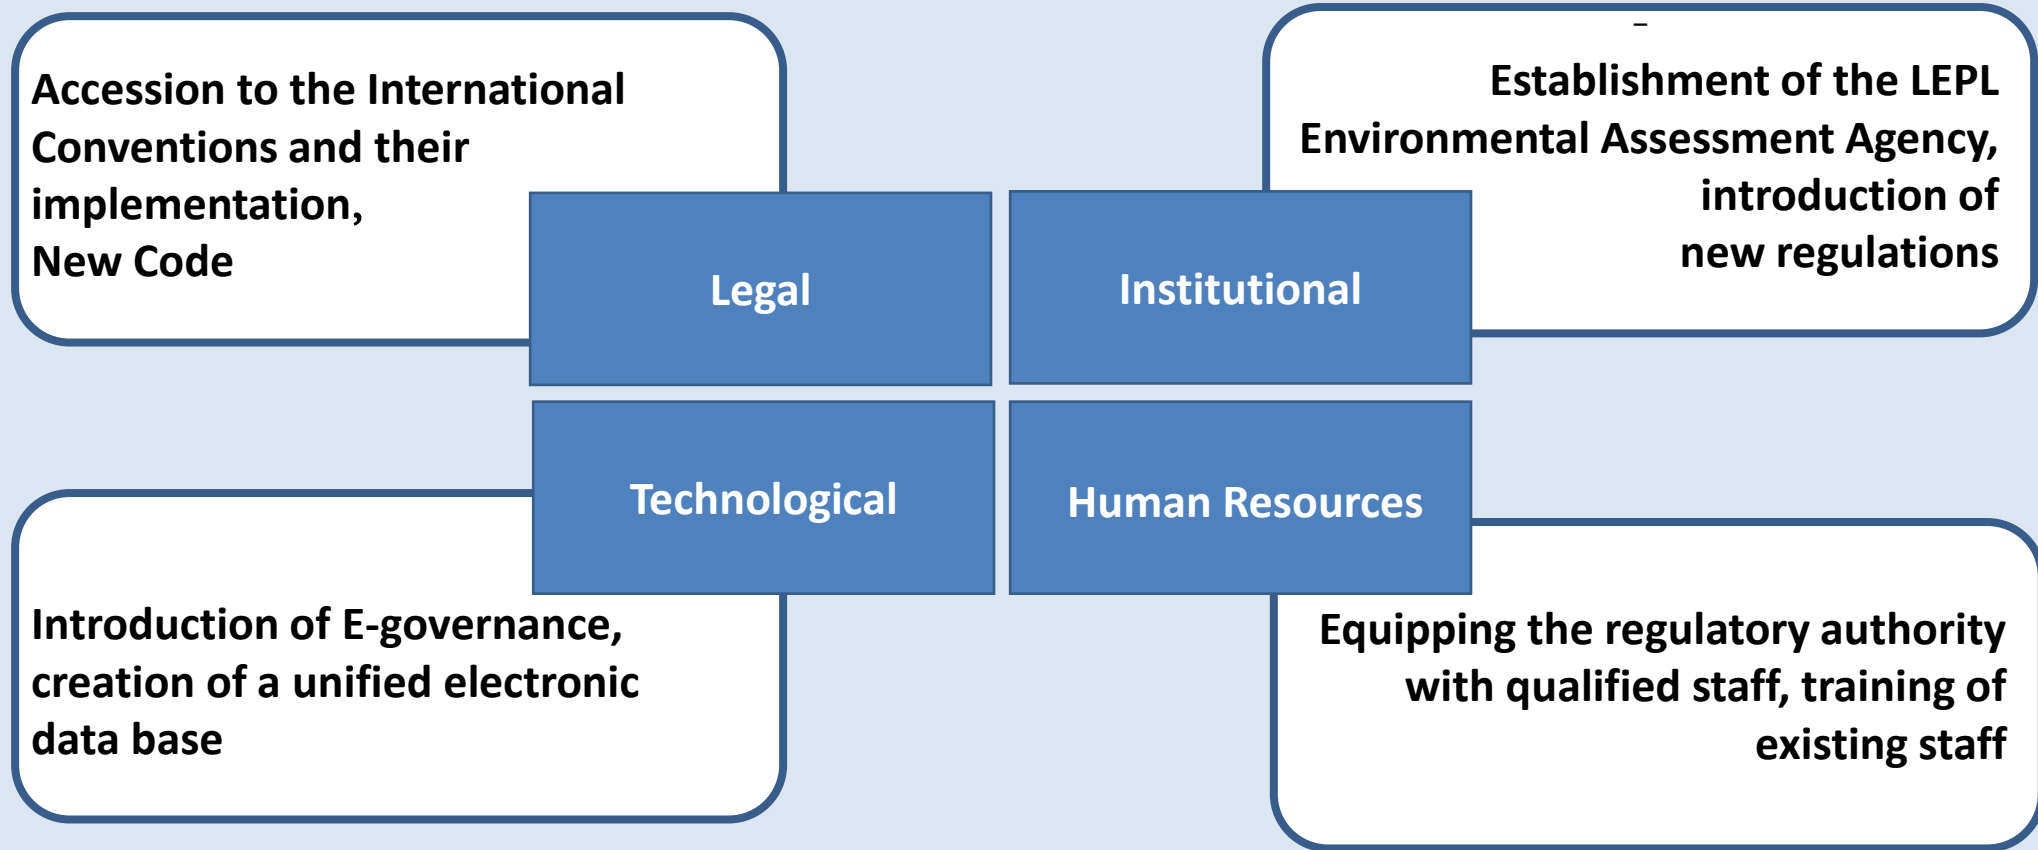 Accession to the International
Conventions and their
implementation,
New Code
–
Establishment of the LEPL
Environmental Assessment Agency,
introduction of
new regulations
Legal
Institutional
Technological
Human Resources
Introduction of E-governance,
creation of a unified electronic
data base
Equipping the regulatory authority
with qualified staff, training of
existing staff